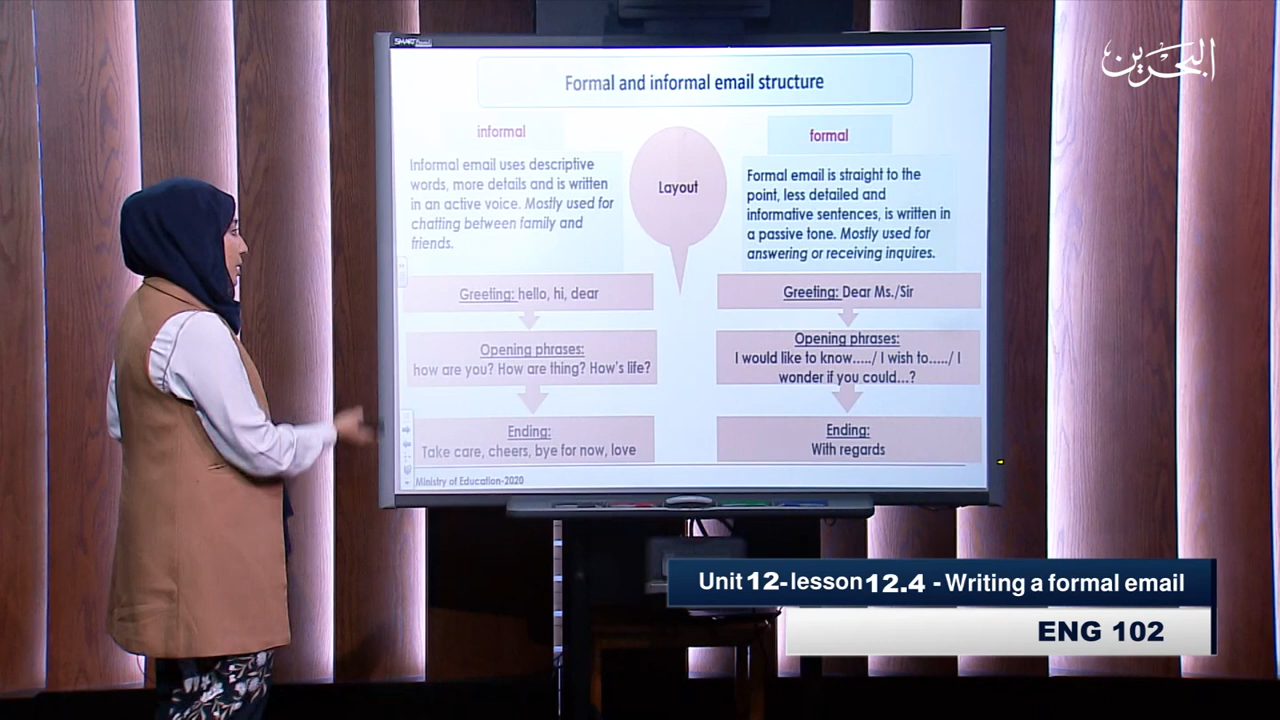 البحرين
SMART
Formal and informal email structure
informal
Informal email uses descriptive
words, more details and is written
in an active voice. Mostly used for
chatting between family and
friends.
Greeting: hello, hi, dear
Opening phrases:
how are you? How are thing? How's life?
Ending:
Take care, cheers, bye for now, love
Layout
formal
Formal email is straight to the
point, less detailed and
informative sentences, is written in
a passive tone. Mostly used for
answering or receiving inquires.
Greeting: Dear Ms./Sir
Opening phrases:
I would like to know...../ I wish to...../ I
wonder if you could...?
Ending:
With regards
Ministry of Education-2020
Unit 12- lesson 12.4 - Writing a formal email
ENG 102